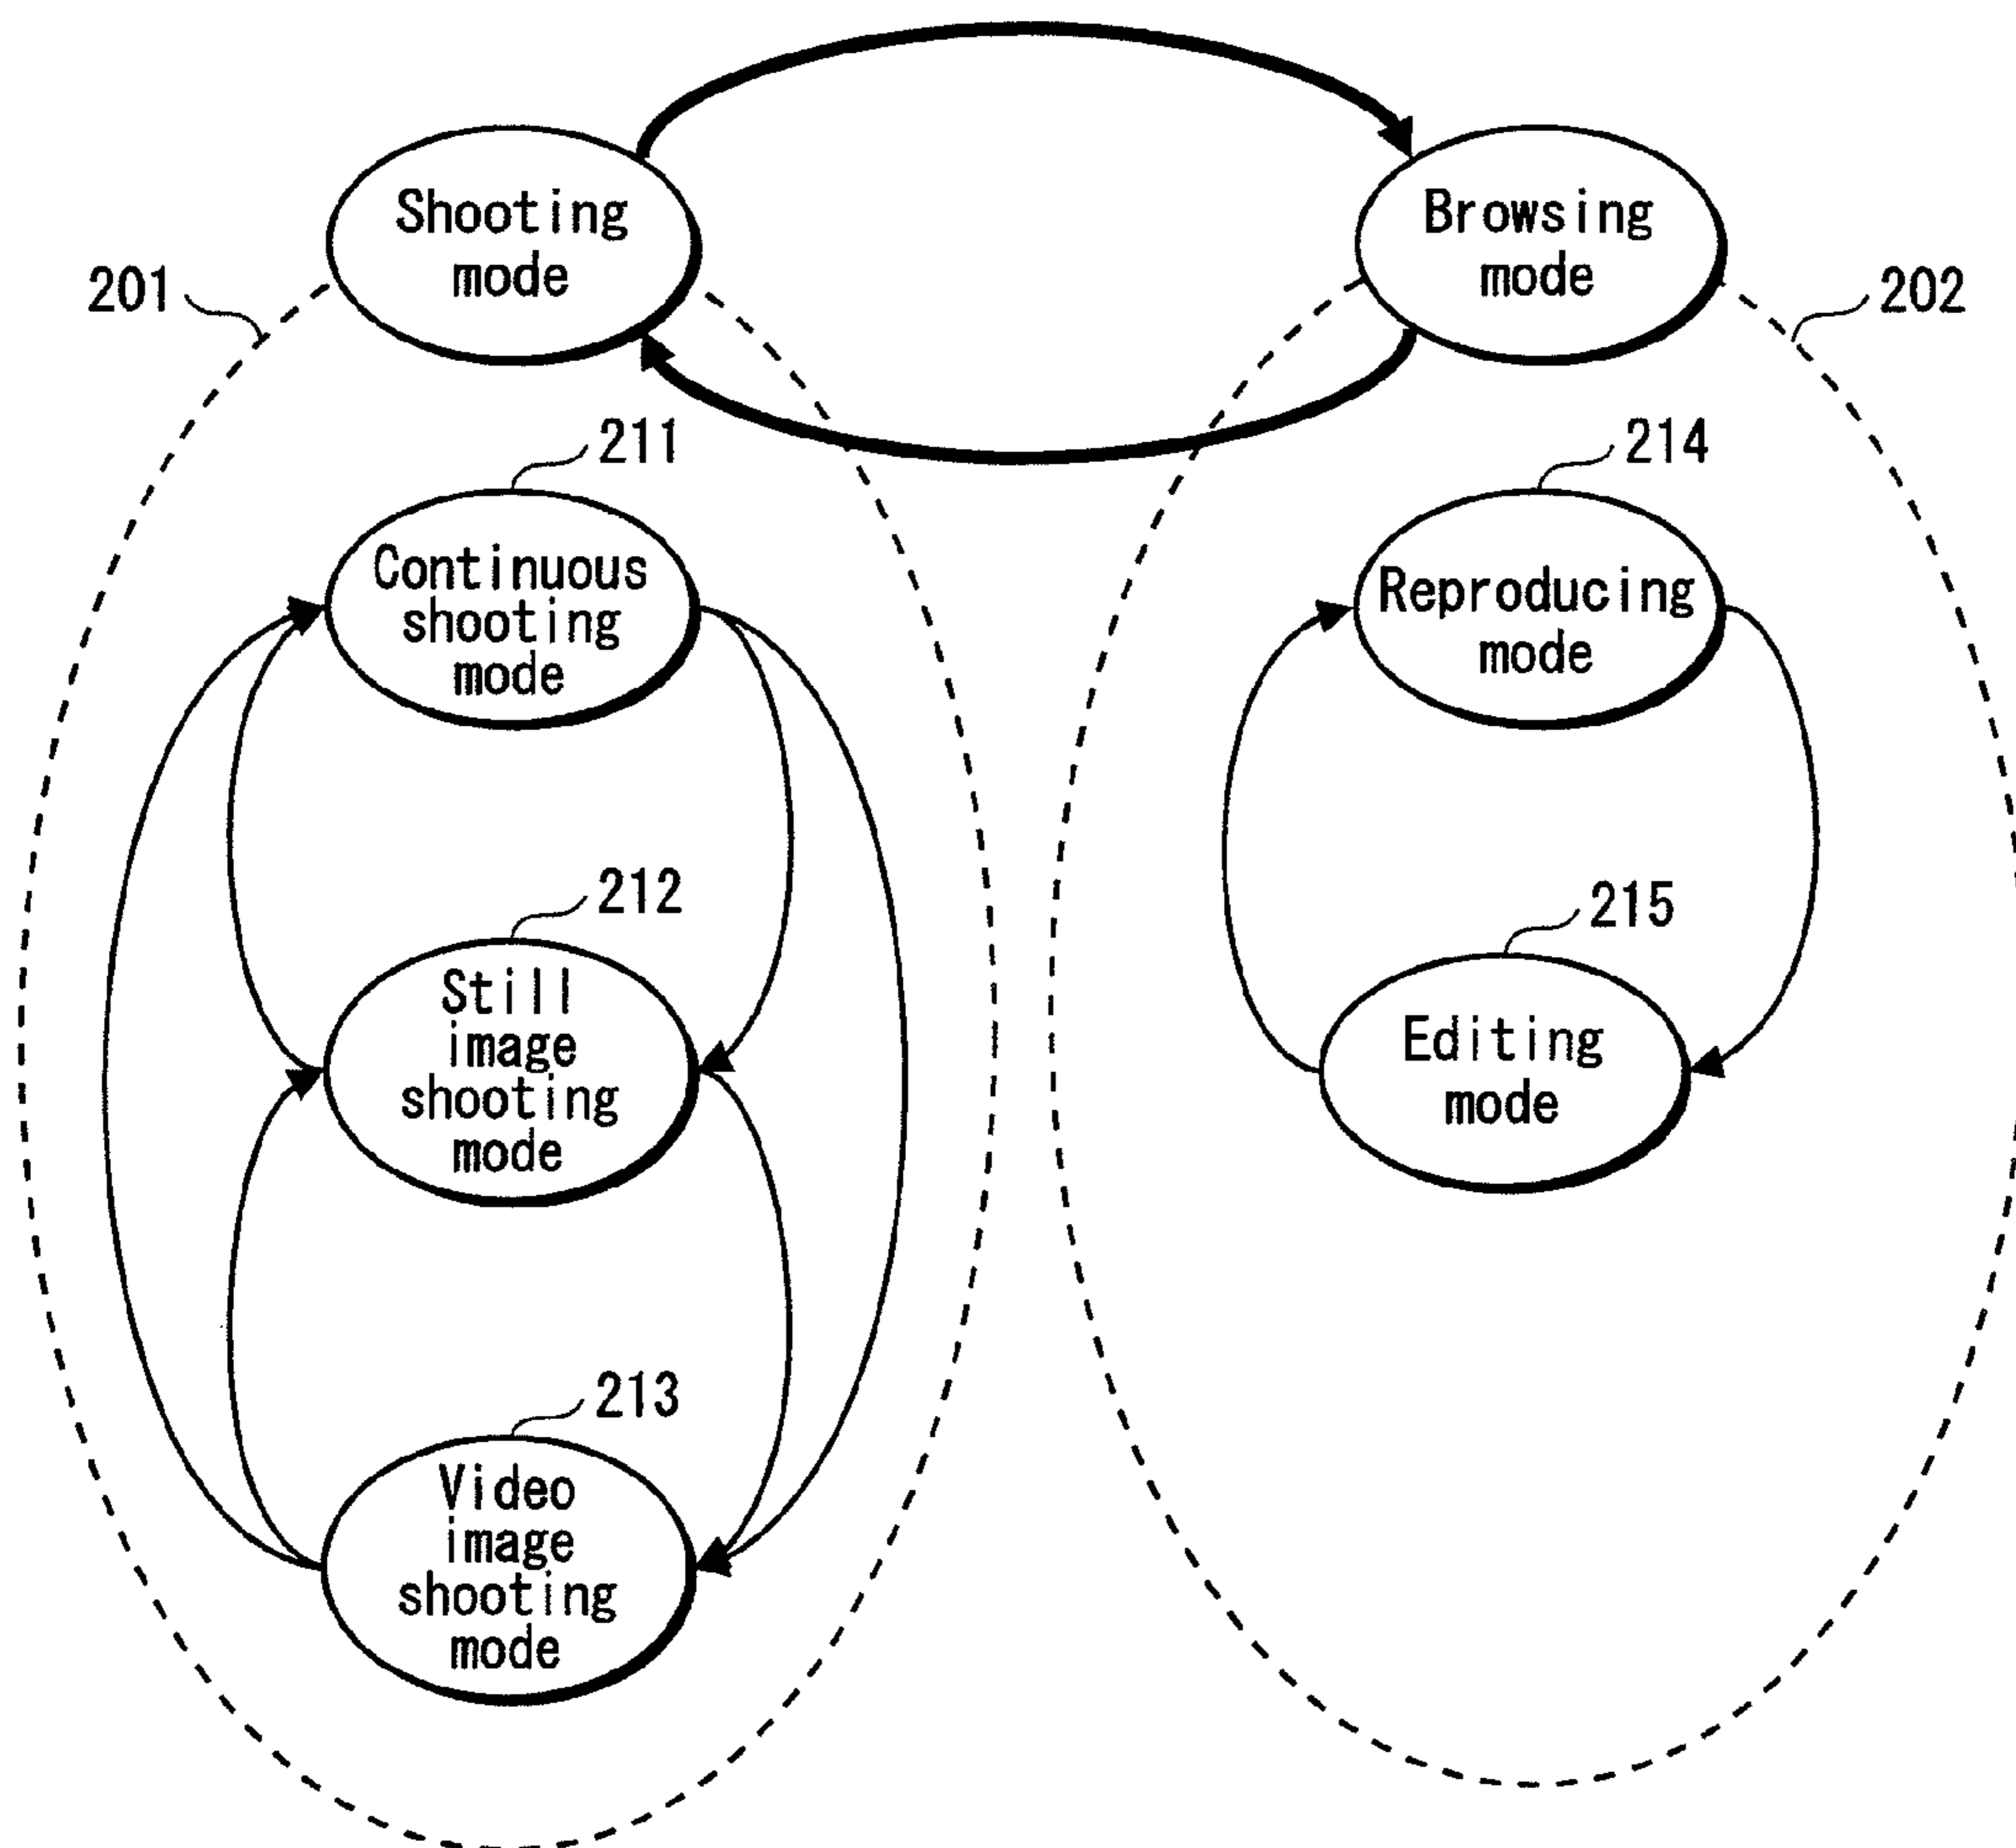 Shooting
mode
Browsing
mode
201
202
211
Continuous
shooting
mode
214
Reproducing
mode
212
Still
image
shooting
mode
215
Editing
mode
213
Video
image
shooting
mode